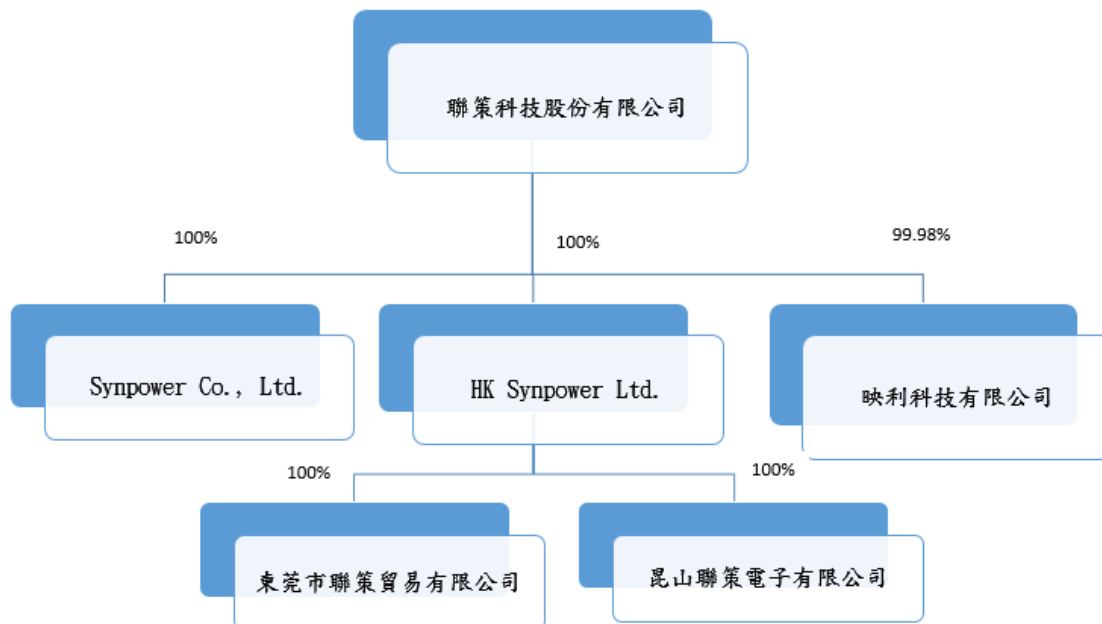 聯策科技股份有限公司
100%
100%
99.98%
Synpower Co., Ltd.
HK Synpower Ltd.
映利科技有限公司
100%
100%
東莞市聯策貿易有限公司
昆山聯策電子有限公司